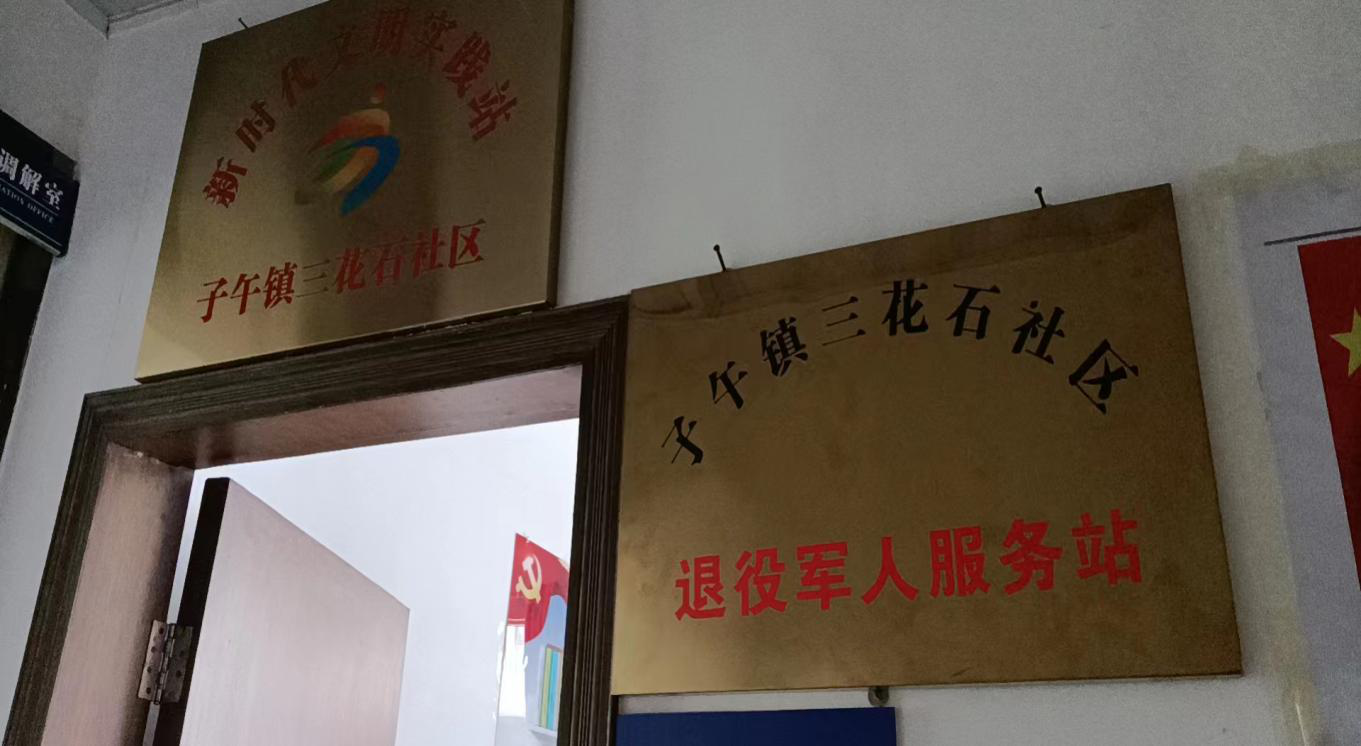 新时代文明实践站
子午镇三花石社区
调解室
子午镇三花石社区
退役军人服务站